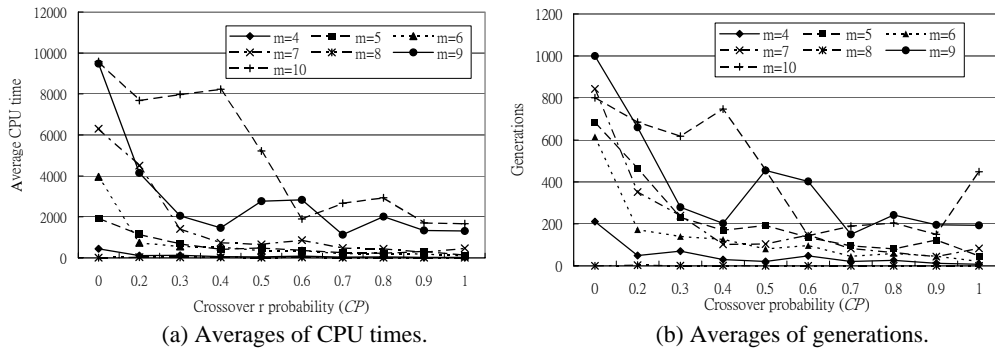 12000
10000
8000
6000
4000
2000
0
Average CPU time
m=4 m=5 m=6
m=7 m=8 m=9
m=10
0 0.2 0.3 0.4 0.5 0.6 0.7 0.8 0.9 1
Crossover r probability (CP)
(a) Averages of CPU times.
1200
1000
800
600
400
200
0
Generations
m=4 m=5 m=6
m=7 m=8 m=9
m=10
0 0.2 0.3 0.4 0.5 0.6 0.7 0.8 0.9 1
Crossover probability (CP)
(b) Averages of generations.